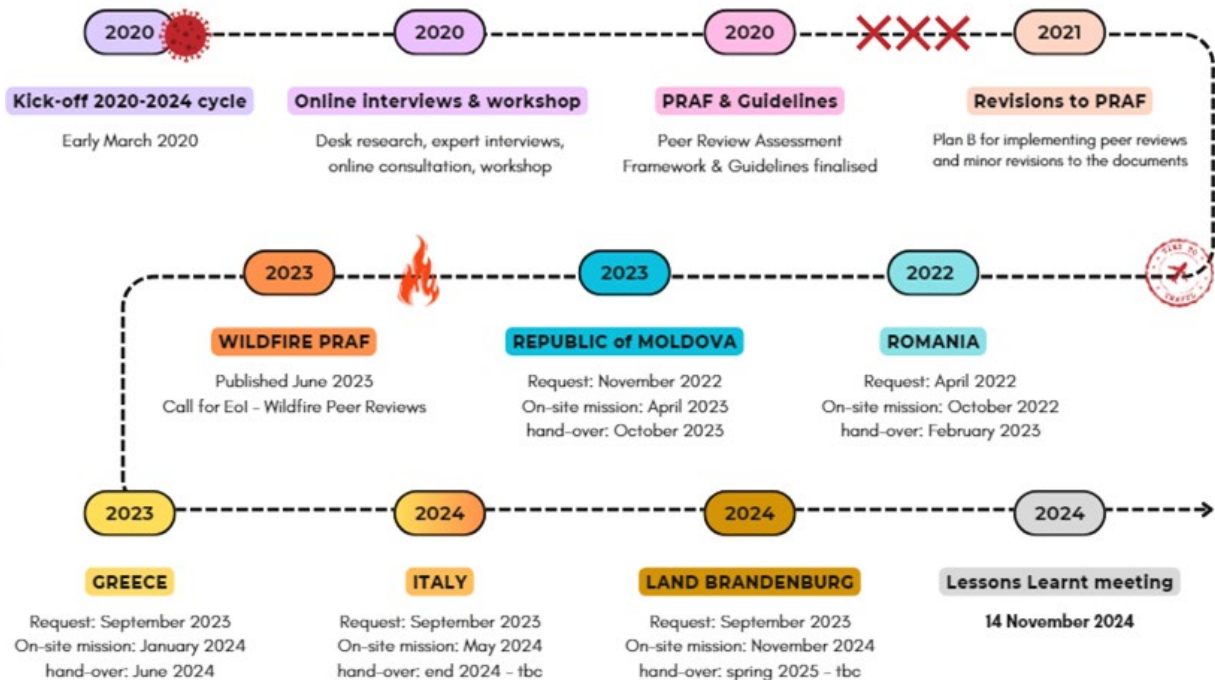 2020
2020
2020
2021
Kick-off 2020-2024 cycle
Early March 2020
Online interviews & workshop
Desk research, expert interviews,
online consultation, workshop
PRAF & Guidelines
Peer Review Assessment
Framework & Guidelines finalised
Revisions to PRAF
Plan B for implementing peer reviews
and minor revisions to the documents
TIME TO
TRAVEL
2022
ROMANIA
Request: April 2022
On-site mission: October 2022
hand-over: February 2023
2023
REPUBLIC of MOLDOVA
Request: November 2022
On-site mission: April 2023
hand-over: October 2023
2023
WILDFIRE PRAF
Published June 2023
Call for EoI - Wildfire Peer Reviews
2023
GREECE
Request: September 2023
On-site mission: January 2024
hand-over: June 2024
2024
ITALY
Request: September 2023
On-site mission: May 2024
hand-over: end 2024 - tbc
2024
LAND BRANDENBURG
Request: September 2023
On-site mission: November 2024
hand-over: spring 2025 - tbc
2024
Lessons Learnt meeting
14 November 2024